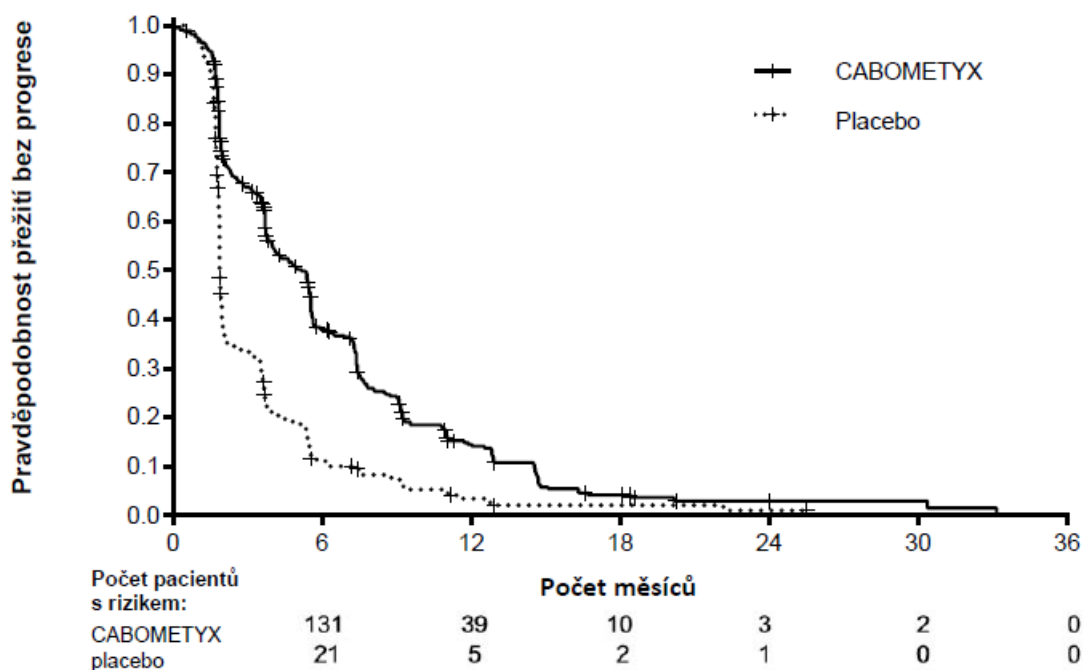 Pravděpodobnost přežití bez progrese
1.0
0.9
0.8
0.7
0.6
0.5
0.4
0.3
0.2
0.1
0.0
CABOMETYX
Placebo
0 6 12 18 24 30 36
Počet měsíců
Počet pacientů
s rizikem:
CABOMETYX 131 39 10 3 2 0
placebo 21 5 2 1 0 0